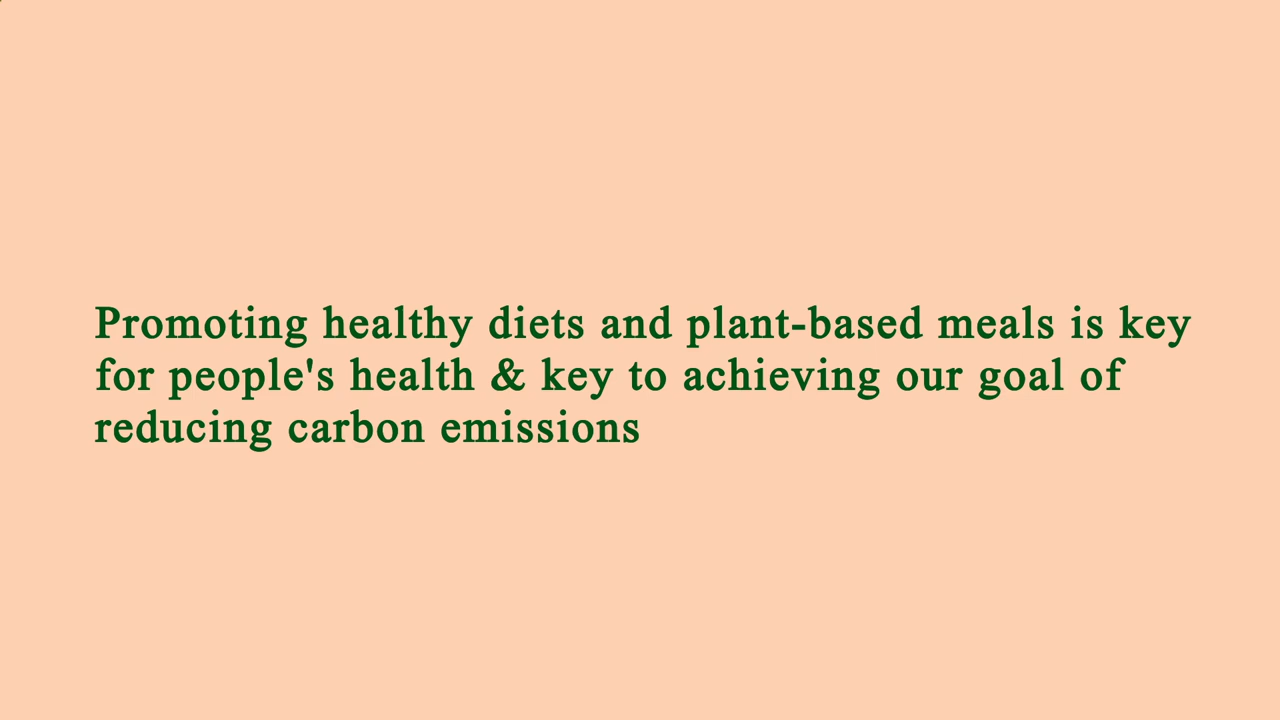 Promoting healthy diets and plant-based meals is key
for people's health & key to achieving our goal of
reducing carbon emissions